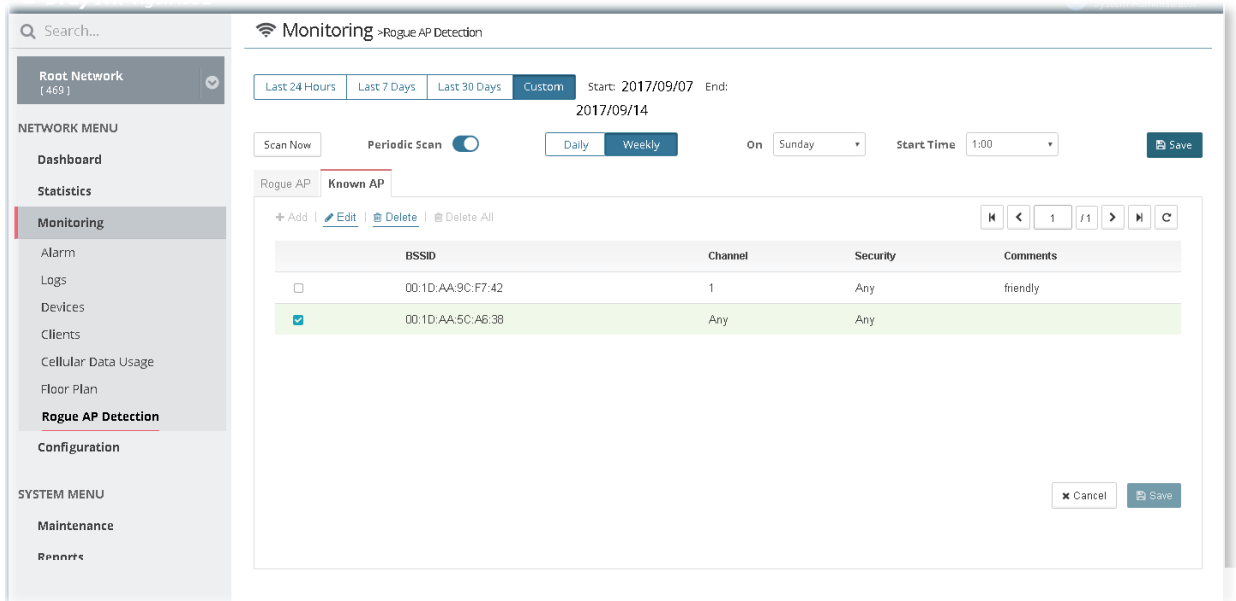 Search...
Monitoring >Rogue AP Detection
Root Network
[ 469 ]
Last 24 Hours Last 7 Days Last 30 Days Custom Start: 2017/09/07 End:
2017/09/14
NETWORK MENU
Scan Now Periodic Scan Daily Weekly On Sunday Start Time 1:00 Save
Dashboard
Statistics
Monitoring
Alarm
Logs
Devices
Clients
Cellular Data Usage
Floor Plan
Rogue AP Detection
Configuration
SYSTEM MENU
Maintenance
Reports
Rogue AP Known AP
+ Add | Edit | Delete | Delete All 1 / 1
BSSID Channel Security Comments
00:1D:AA:9C:F7:42 1 Any friendly
00:1D:AA:5C:A6:38 Any Any
Cancel Save